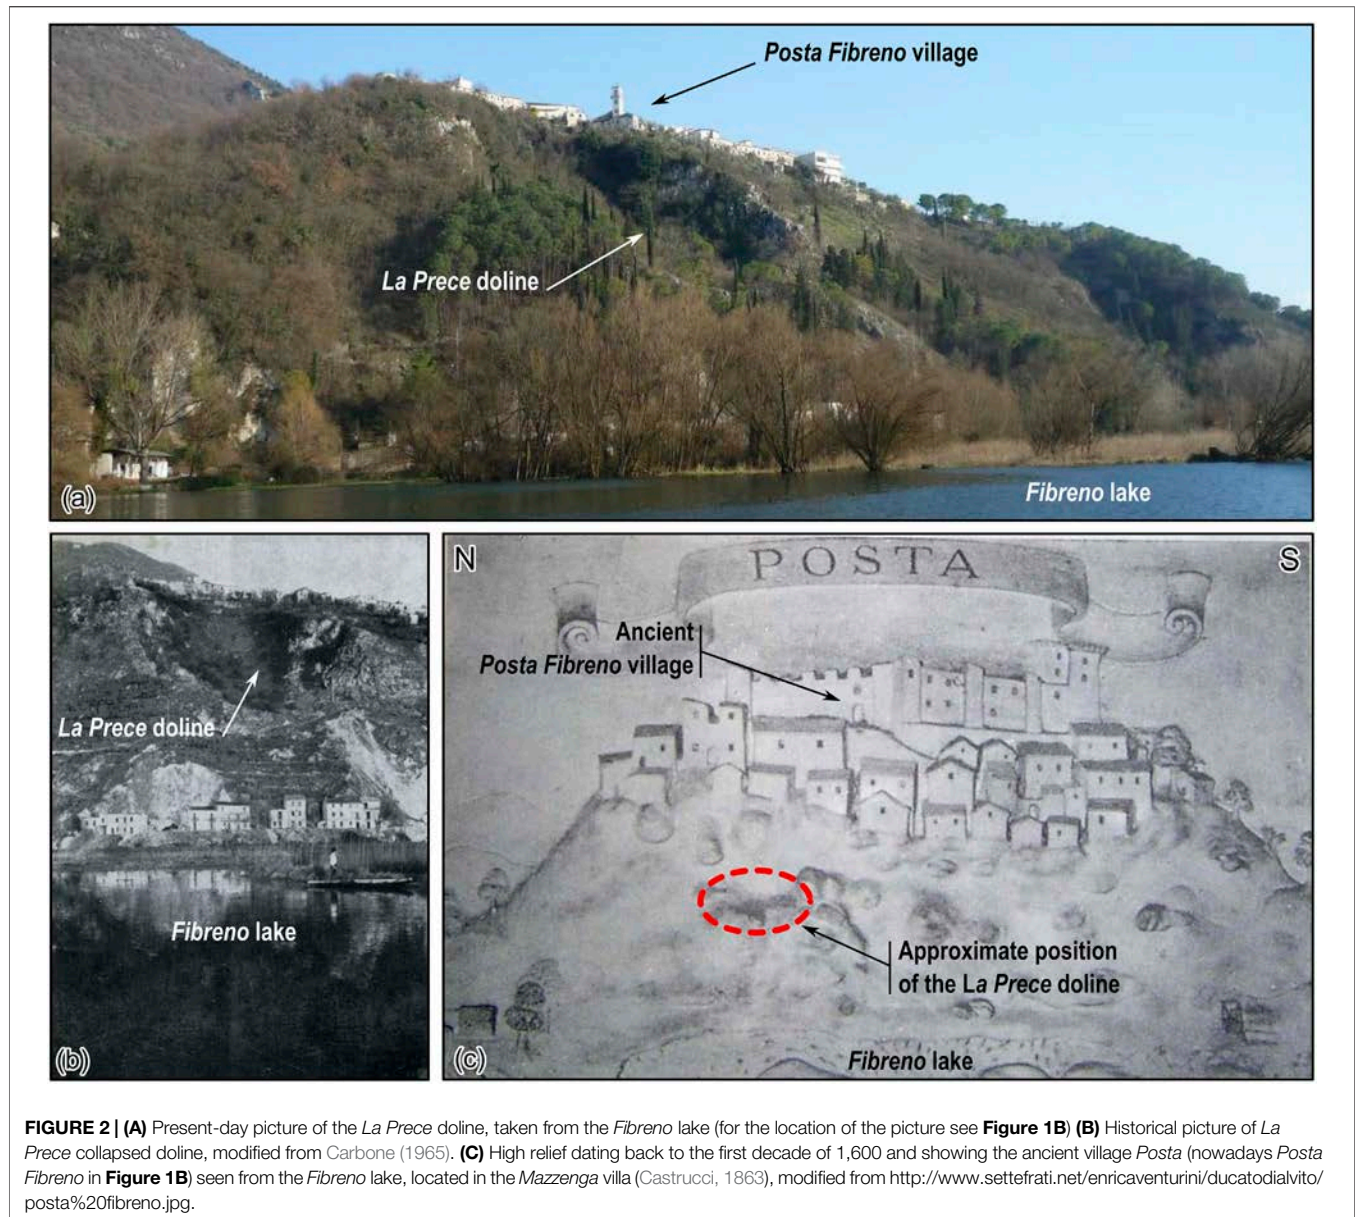 Posta Fibreno village
La Prece doline
Fibreno lake
(a)
La Prece doline
Fibreno lake
(b)
N
S
POSTA
Ancient
Posta Fibreno village
Approximate position
of the La Prece doline
Fibreno lake
(c)
FIGURE 2 | (A) Present-day picture of the La Prece doline, taken from the Fibreno lake (for the location of the picture see Figure 1B) (B) Historical picture of La
Prece collapsed doline, modified from Carbone (1965). (C) High relief dating back to the first decade of 1,600 and showing the ancient village Posta (nowadays Posta
Fibreno in Figure 1B) seen from the Fibreno lake, located in the Mazzenga villa (Castrucci, 1863), modified from http://www.settefrati.net/enricaventurini/ducatodialvito/
posta%20fibreno.jpg.